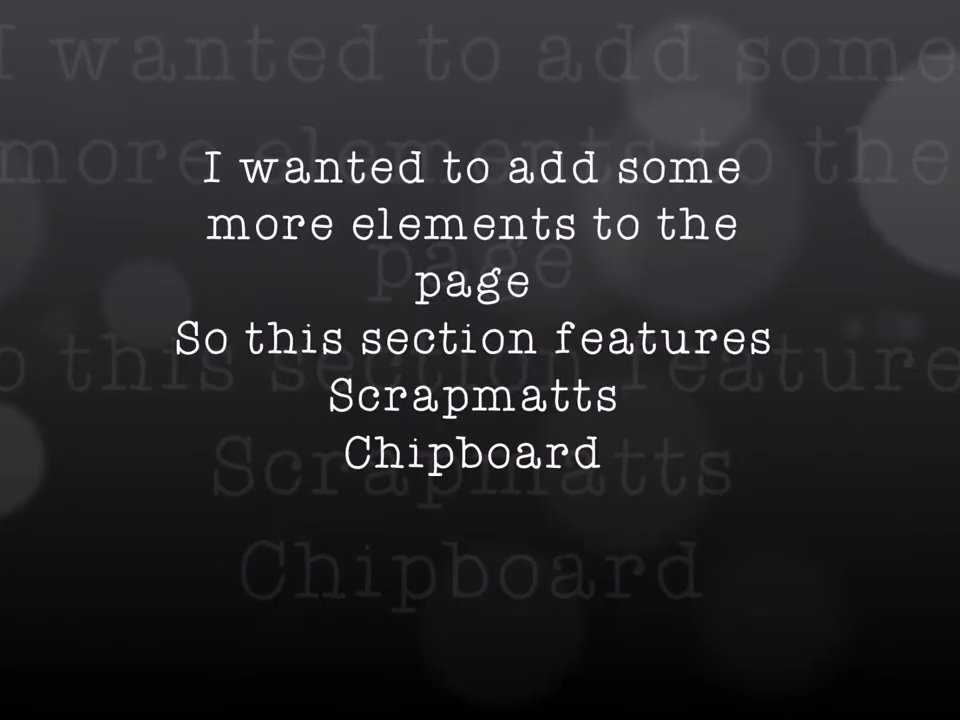 I wanted to add some
more elements to the
page
So this section features
Scrapmatts
Chipboard